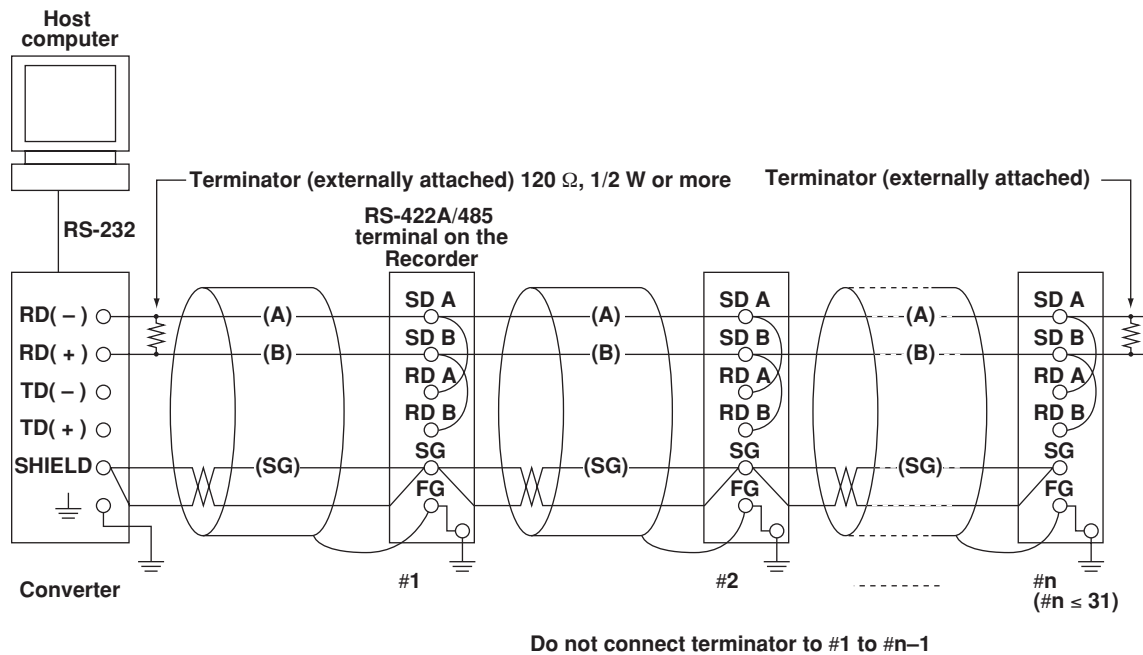 Host
computer
Terminator (externally attached) 120 Ω, 1/2 W or more
Terminator (externally attached)
RS-232
RS-422A/485
terminal on the
Recorder
RD( – )
RD( + )
TD( – )
TD( + )
SHIELD
(A)
(B)
(SG)
SD A
SD B
RD A
RD B
SG
FG
(A)
(B)
(SG)
SD A
SD B
RD A
RD B
SG
FG
(A)
(B)
(SG)
SD A
SD B
RD A
RD B
SG
FG
Converter
#1
#2
#n
(#n ≤ 31)
Do not connect terminator to #1 to #n–1